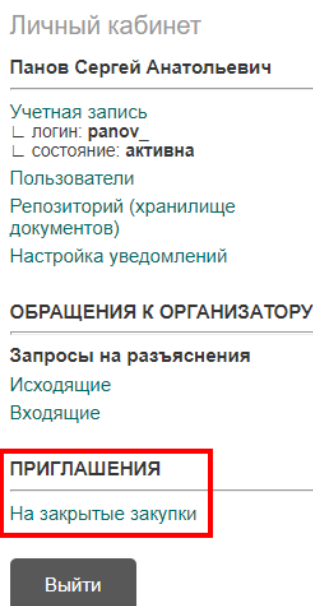 Личный кабинет
Панов Сергей Анатольевич
Учетная запись
∟ логин: panov_
∟ состояние: активна
Пользователи
Репозиторий (хранилище
документов)
Настройка уведомлений
ОБРАЩЕНИЯ К ОРГАНИЗАТОРУ
Запросы на разъяснения
Исходящие
Входящие
ПРИГЛАШЕНИЯ
На закрытые закупки
Выйти